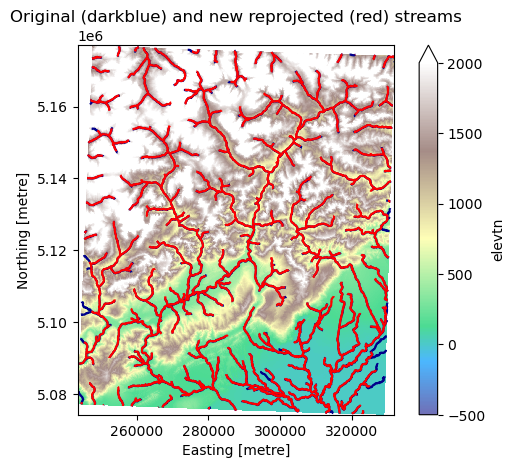 Original (darkblue) and new reprojected (red) streams
1e6
5.16
5.14
5.12
5.10
5.08
Northing [metre]
260000 280000 300000 320000
Easting [metre]
2000
1500
1000
500
0
−500
elevtn